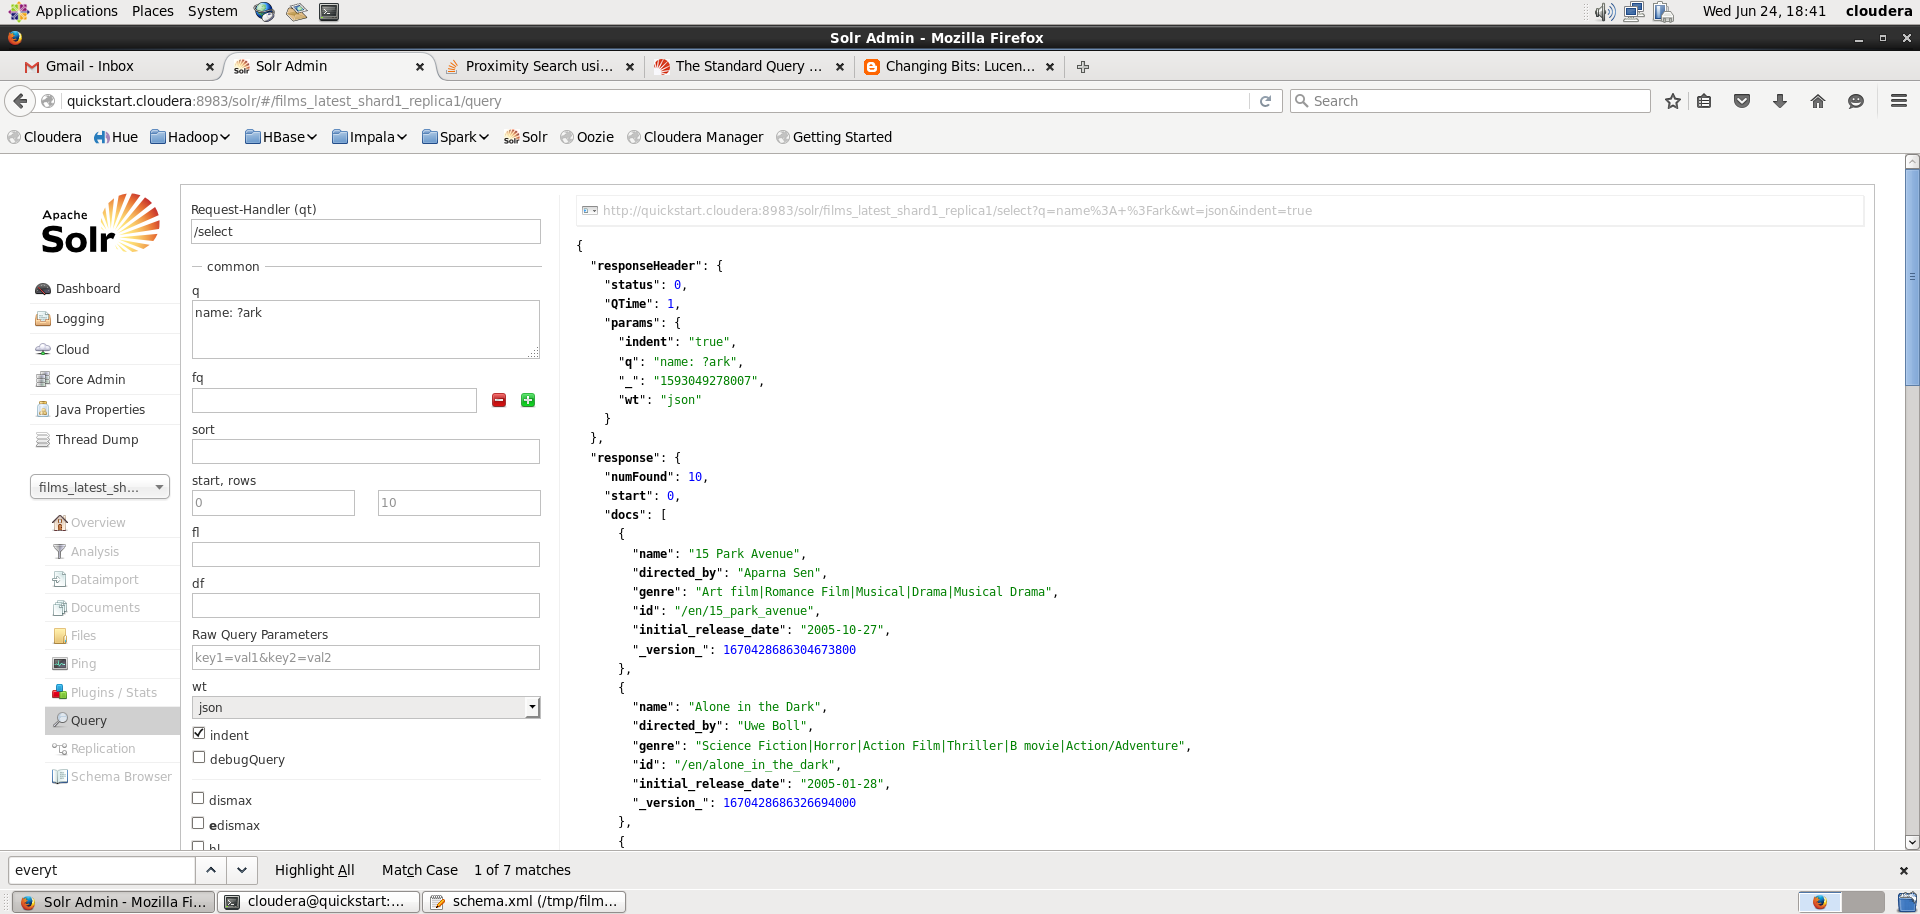 Applications Places System Wed Jun 24, 18:41 cloudera
Solr Admin - Mozilla Firefox
Gmail - Inbox Solr Admin Proximity Search usi... The Standard Query ... Changing Bits: Lucen...
quickstart.cloudera:8983/solr/#/films_latest_shard1_replica1/query Search
Cloudera Hue Hadoop HBase Impala Spark Solr Oozie Cloudera Manager Getting Started
Apache
Solr
Dashboard
Logging
Cloud
Core Admin
Java Properties
Thread Dump
films_latest_sh...
Overview
Analysis
Dataimport
Documents
Files
Ping
Plugins / Stats
Query
Replication
Schema Browser
Request-Handler (qt)
/select
common
q
name: ?ark
fq
sort
start, rows
0 10
fl
df
Raw Query Parameters
key1=val1&key2=val2
wt
json
indent
debugQuery
dismax
edismax
hl
http://quickstart.cloudera:8983/solr/films_latest_shard1_replica1/select?q=name%3A+%3Fark&wt=json&indent=true
{
"responseHeader": {
"status": 0,
"QTime": 1,
"params": {
"indent": "true",
"q": "name: ?ark",
"_": "1593049278007",
"wt": "json"
}
},
"response": {
"numFound": 10,
"start": 0,
"docs": [
{
"name": "15 Park Avenue",
"directed_by": "Aparna Sen",
"genre": "Art film|Romance Film|Musical|Drama|Musical Drama",
"id": "/en/15_park_avenue",
"initial_release_date": "2005-10-27",
"_version_": 1670428686304673800
},
{
"name": "Alone in the Dark",
"directed_by": "Uwe Boll",
"genre": "Science Fiction|Horror|Action Film|Thriller|B movie|Action/Adventure",
"id": "/en/alone_in_the_dark",
"initial_release_date": "2005-01-28",
"_version_": 1670428686326694000
},
{
everyt Highlight All Match Case 1 of 7 matches
Solr Admin - Mozilla Fi... cloudera@quickstart:... schema.xml (/tmp/film...